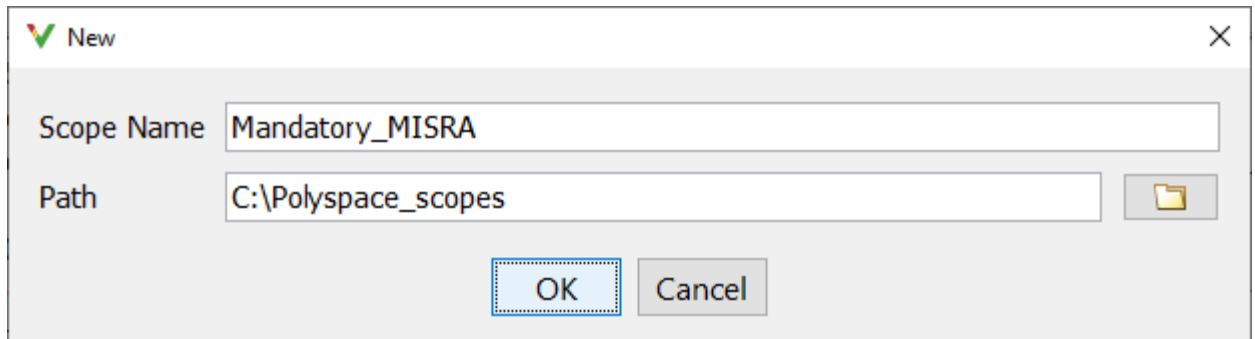 New
Scope Name Mandatory_MISRA
Path C:\Polyspace_scopes
OK Cancel